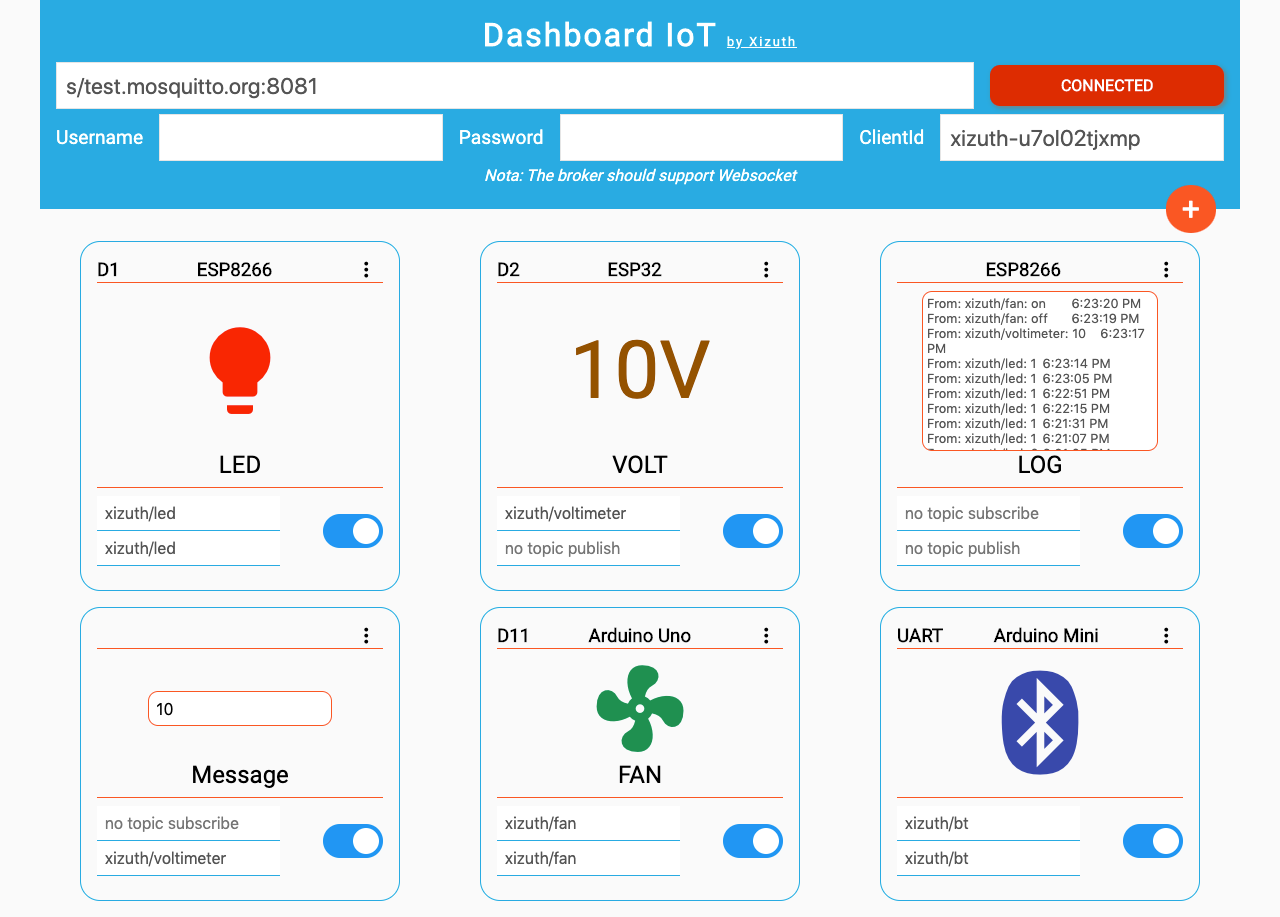 Dashboard IoT by Xizuth
s/test.mosquitto.org:8081
CONNECTED
Username
Password
ClientId
xizuth-u7ol02tjxmp
Nota: The broker should support Websocket
+
D1 ESP8266
LED
xizuth/led
xizuth/led
D2 ESP32
10V
VOLT
xizuth/voltimeter
no topic publish
ESP8266
From: xizuth/fan: on 6:23:20 PM
From: xizuth/fan: off 6:23:19 PM
From: xizuth/voltimeter: 10 6:23:17
PM
From: xizuth/led: 1 6:23:14 PM
From: xizuth/led: 1 6:23:05 PM
From: xizuth/led: 1 6:22:51 PM
From: xizuth/led: 1 6:22:15 PM
From: xizuth/led: 1 6:21:31 PM
From: xizuth/led: 1 6:21:07 PM
LOG
no topic subscribe
no topic publish
10
Message
no topic subscribe
xizuth/voltimeter
D11 Arduino Uno
FAN
xizuth/fan
xizuth/fan
UART Arduino Mini
xizuth/bt
xizuth/bt